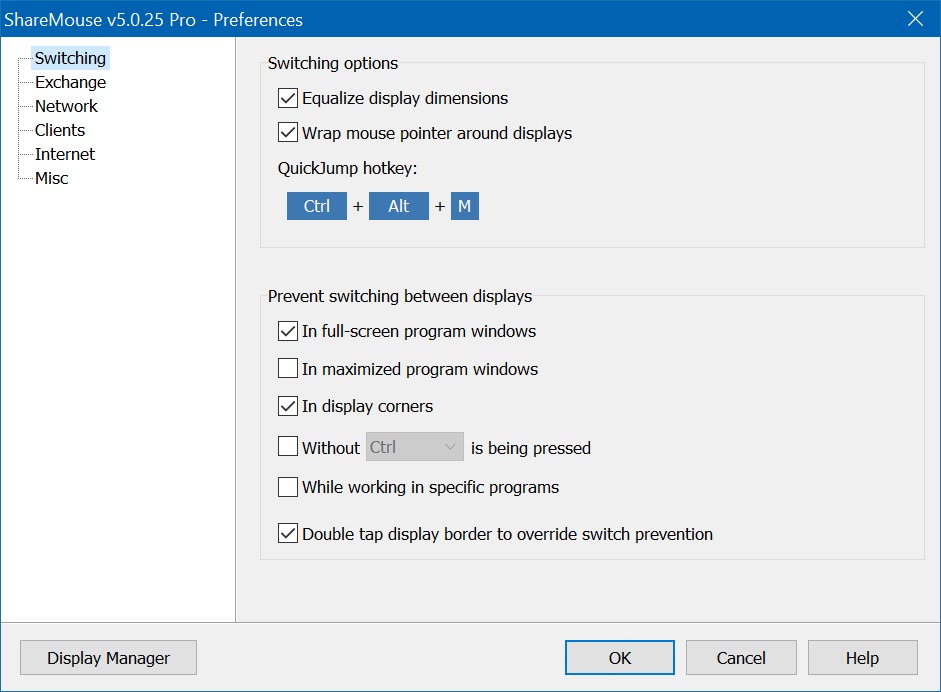 ShareMouse v5.0.25 Pro - Preferences
Switching
Exchange
Network
Clients
Internet
Misc
Switching options
Equalize display dimensions
Wrap mouse pointer around displays
QuickJump hotkey:
Ctrl + Alt + M
Prevent switching between displays
In full-screen program windows
In maximized program windows
In display corners
Without Ctrl is being pressed
While working in specific programs
Double tap display border to override switch prevention
Display Manager OK Cancel Help